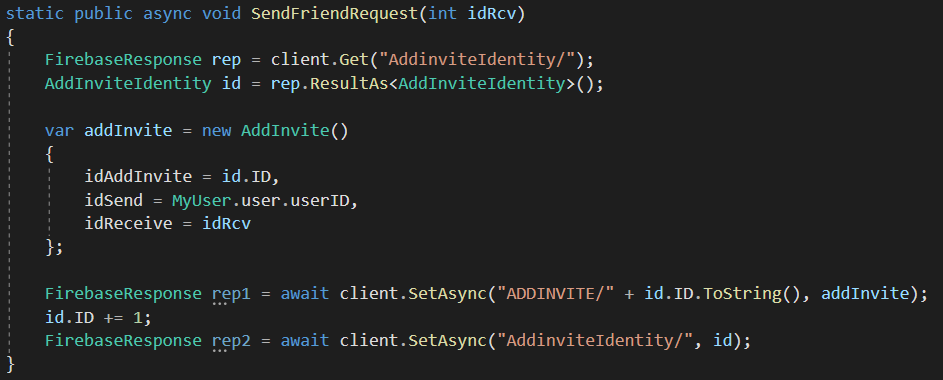 static public async void SendFriendRequest(int idRcv)
{
FirebaseResponse rep = client.Get("AddinviteIdentity/");
AddInviteIdentity id = rep.ResultAs<AddInviteIdentity>();
var addInvite = new AddInvite()
{
idAddInvite = id.ID,
idSend = MyUser.user.userID,
idReceive = idRcv
};
FirebaseResponse rep1 = await client.SetAsync("ADDINVITE/" + id.ID.ToString(), addInvite);
id.ID += 1;
FirebaseResponse rep2 = await client.SetAsync("AddinviteIdentity/", id);
}